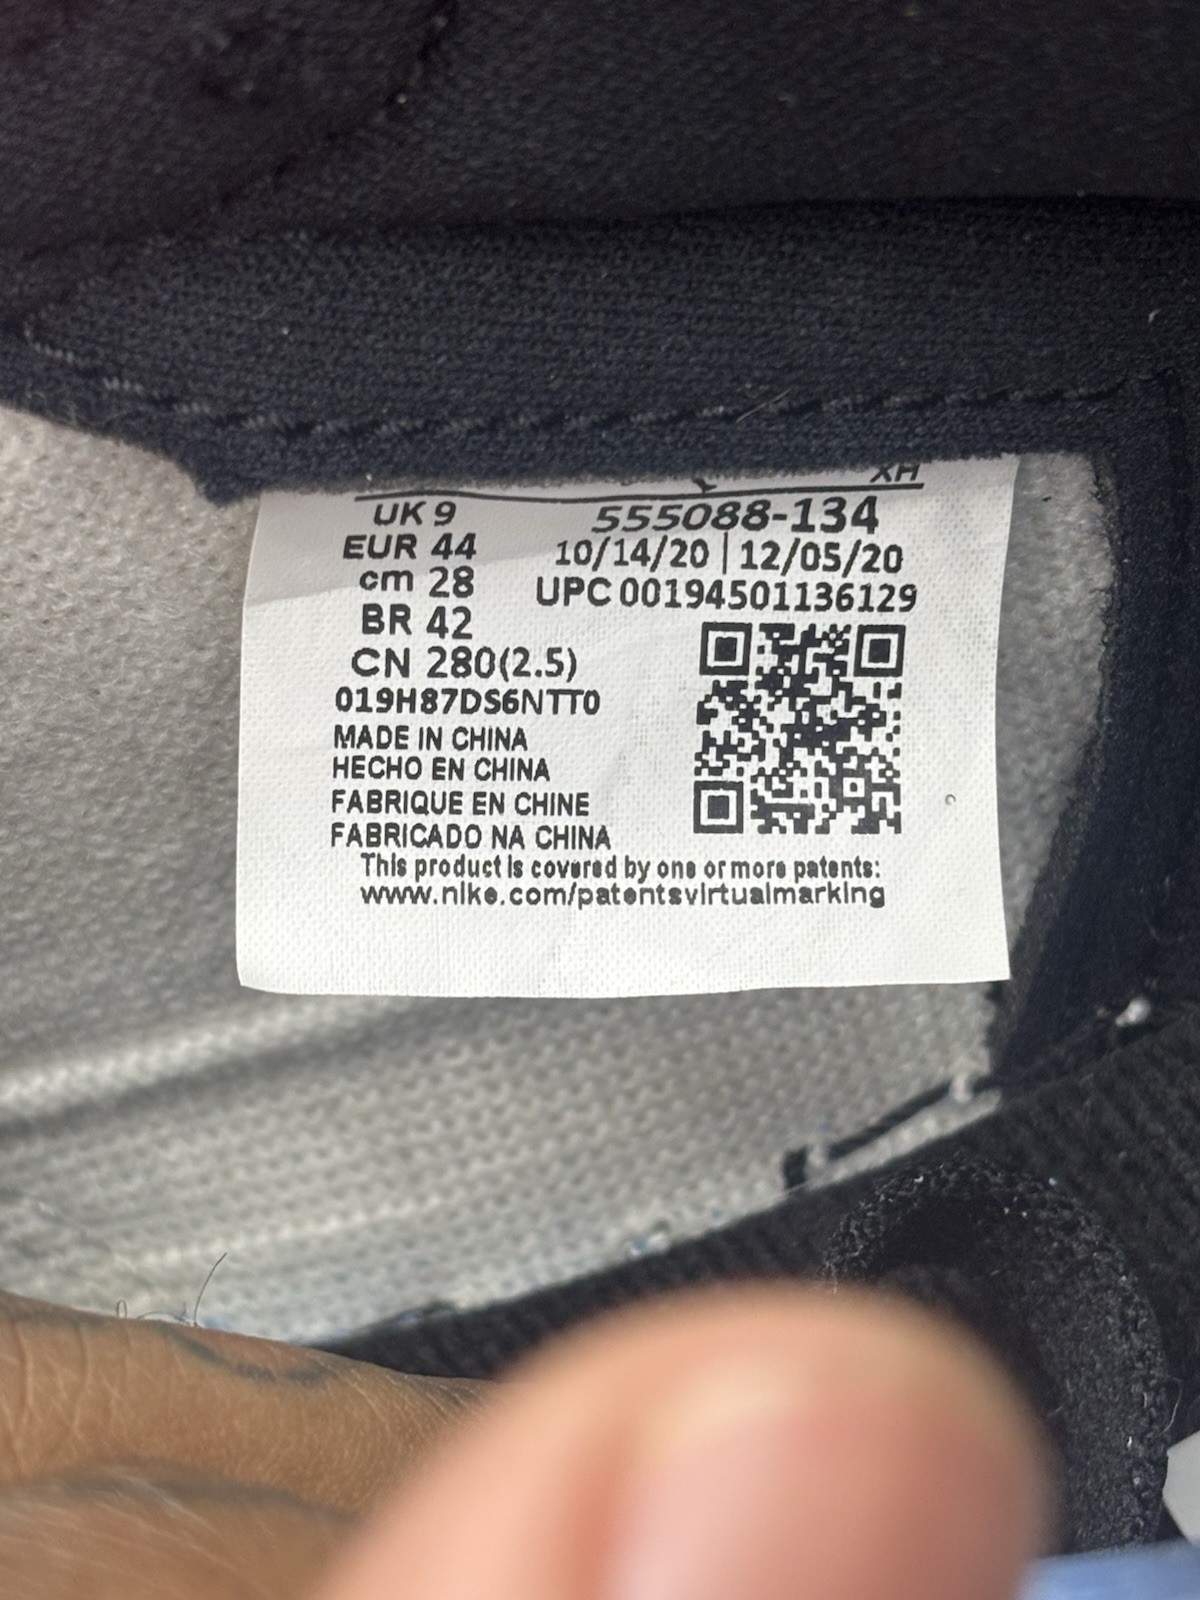 XH
UK 9 555088-134
EUR 44 10/14/20 | 12/05/20
cm 28 UPC 00194501136129
BR 42
CN 280(2.5)
019H87DS6NTT0
MADE IN CHINA
HECHO EN CHINA
FABRIQUE EN CHINE
FABRICADO NA CHINA
This product is covered by one or more patents:
www.nike.com/patentsvirtualmarking